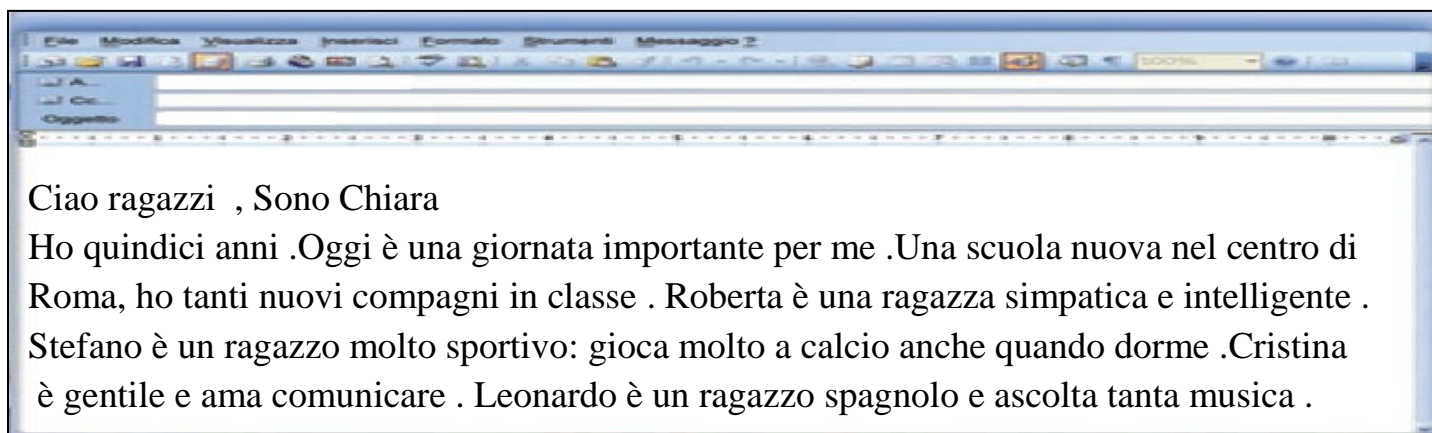 File Modifica Visualizza Inserisci Formato Strumenti Messaggio ?
100%
A...
Cc...
Oggetto
Ciao ragazzi , Sono Chiara
Ho quindici anni .Oggi è una giornata importante per me .Una scuola nuova nel centro di
Roma, ho tanti nuovi compagni in classe . Roberta è una ragazza simpatica e intelligente .
Stefano è un ragazzo molto sportivo: gioca molto a calcio anche quando dorme .Cristina
è gentile e ama comunicare . Leonardo è un ragazzo spagnolo e ascolta tanta musica .